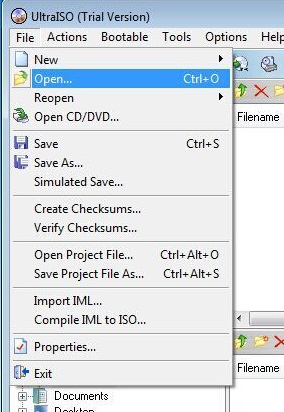 UltraISO (Trial Version)
File Actions Bootable Tools Options Help
New
Open... Ctrl+O
Reopen
Open CD/DVD...
Filename
Save Ctrl+S
Save As...
Simulated Save...
Create Checksums...
Verify Checksums...
Open Project File... Ctrl+Alt+O
Save Project File As... Ctrl+Alt+S
Import IML...
Compile IML to ISO...
Properties...
Filename
Exit
Documents
Desktop